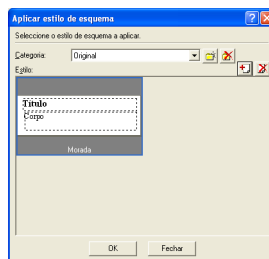 Aplicar estilo de esquema
Seleccione o estilo de esquema a aplicar.
Categoria: Original
Estilo:
Título
Corpo
Morada
OK Fechar